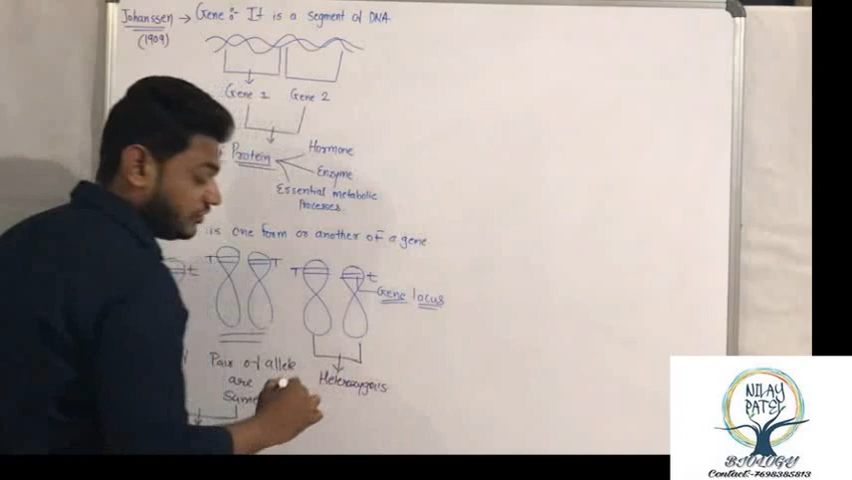 Johanssen → Gene : It is a segment of DNA.
(1909)
Gene 1 Gene 2
Protein
Hormone
Enzyme
Essential metabolic
Processes
is one form or another of a gene
t T T T t
Gene locus
Pair of allele
are
Same
Heterozygous
NILAY
PATEL
BIOLOGY
Contact:-7698385813